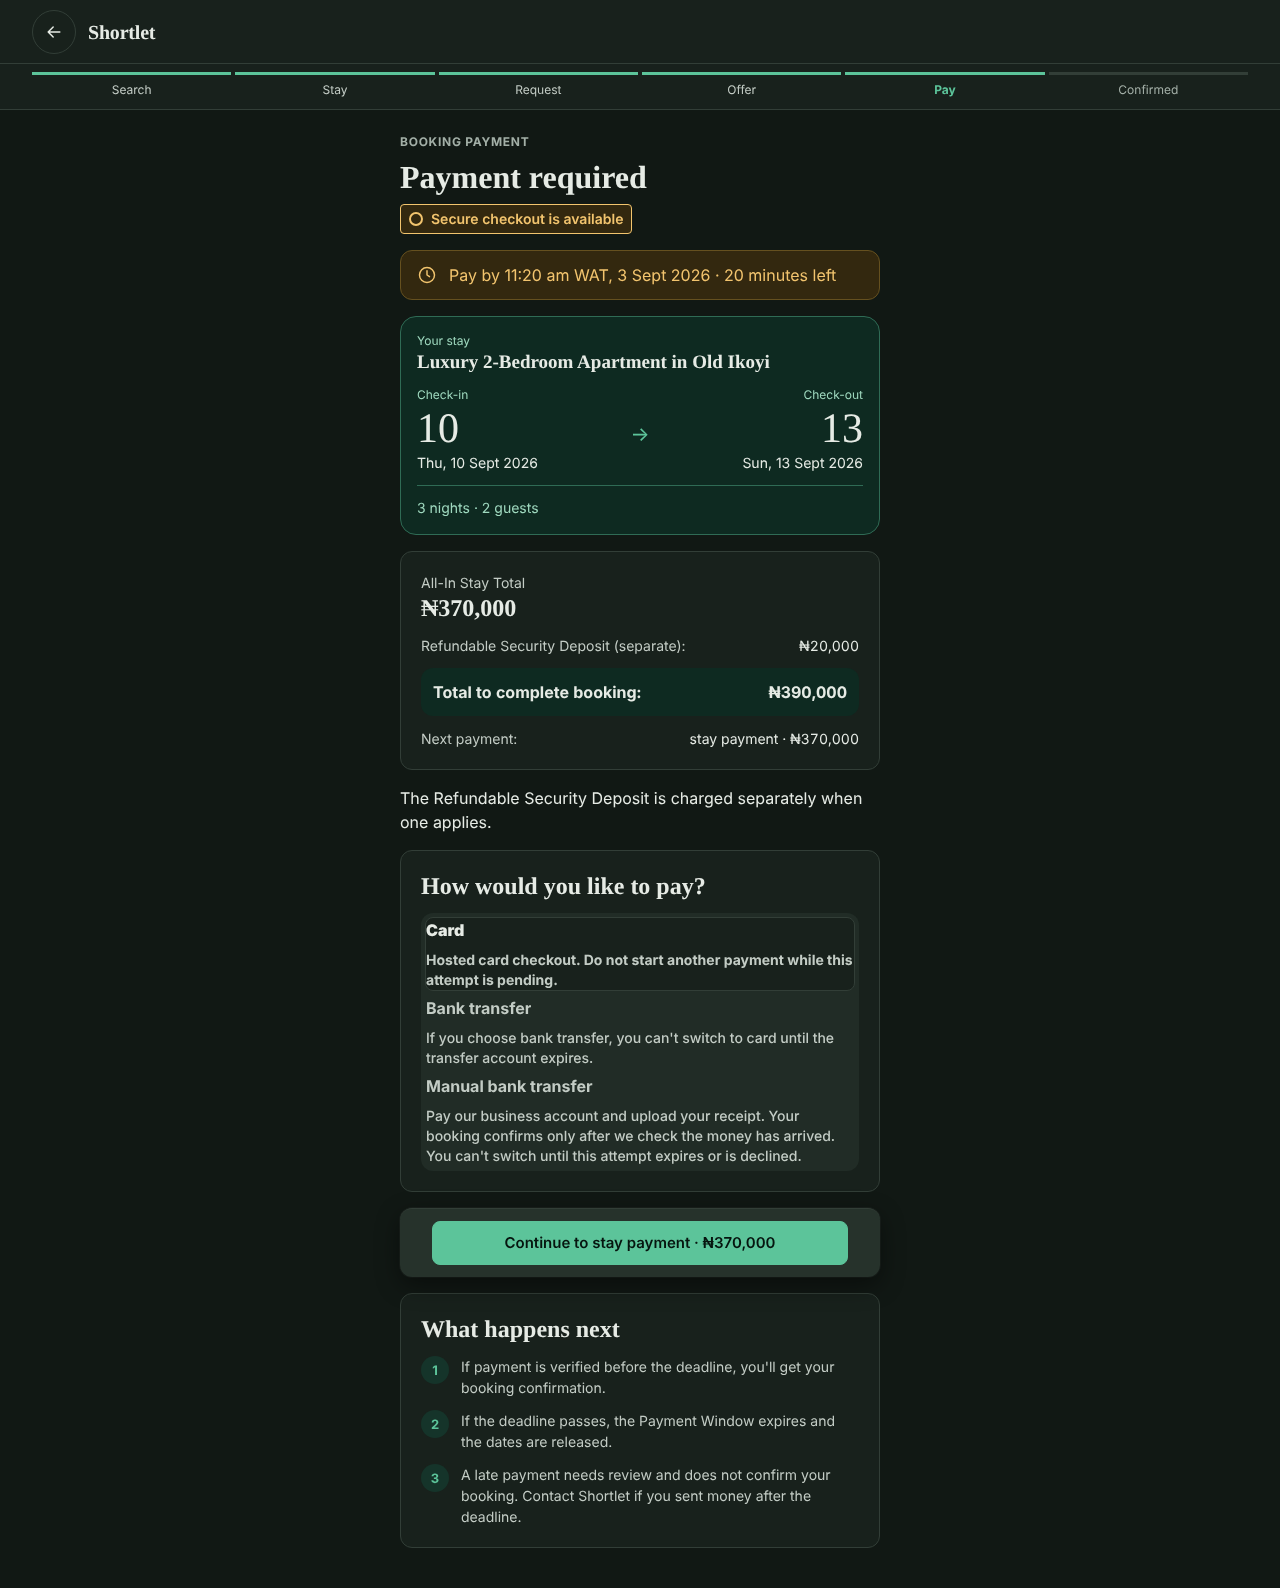 Shortlet
Search
Stay
Request
Offer
Pay
Confirmed
BOOKING PAYMENT
Payment required
Secure checkout is available
Pay by 11:20 am WAT, 3 Sept 2026 · 20 minutes left
Your stay
Luxury 2-Bedroom Apartment in Old Ikoyi
Check-in
Check-out
10
→
13
Thu, 10 Sept 2026
Sun, 13 Sept 2026
3 nights · 2 guests
All-In Stay Total
₦370,000
Refundable Security Deposit (separate):
₦20,000
Total to complete booking:
₦390,000
Next payment:
stay payment · ₦370,000
The Refundable Security Deposit is charged separately when
one applies.
How would you like to pay?
Card
Hosted card checkout. Do not start another payment while this
attempt is pending.
Bank transfer
If you choose bank transfer, you can't switch to card until the
transfer account expires.
Manual bank transfer
Pay our business account and upload your receipt. Your
booking confirms only after we check the money has arrived.
You can't switch until this attempt expires or is declined.
Continue to stay payment · ₦370,000
What happens next
1
If payment is verified before the deadline, you'll get your
booking confirmation.
2
If the deadline passes, the Payment Window expires and
the dates are released.
3
A late payment needs review and does not confirm your
booking. Contact Shortlet if you sent money after the
deadline.